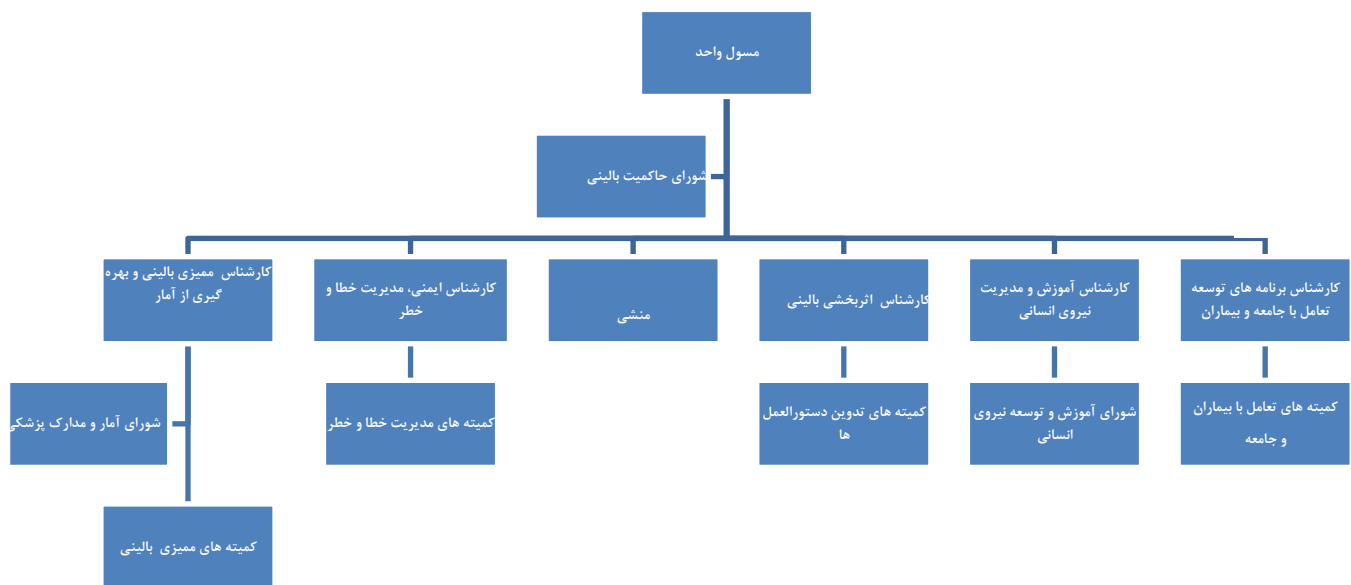 مسول واحد
شورای حاکمیت بالینی
کارشناس برنامه های توسعه
تعامل با جامعه و بیماران
کارشناس آموزش و مدیریت
نیروی انسانی
کارشناس اثربخشی بالینی
منشی
کارشناس ایمنی، مدیریت خطا و
خطر
کارشناس ممیزی بالینی و بهره
گیری از آمار
کمیته های تعامل با بیماران
و جامعه
شورای آموزش و توسعه نیروی
انسانی
کمیته های تدوین دستورالعمل
ها
کمیته های مدیریت خطا و خطر
شورای آمار و مدارک پزشکی
کمیته های ممیزی بالینی